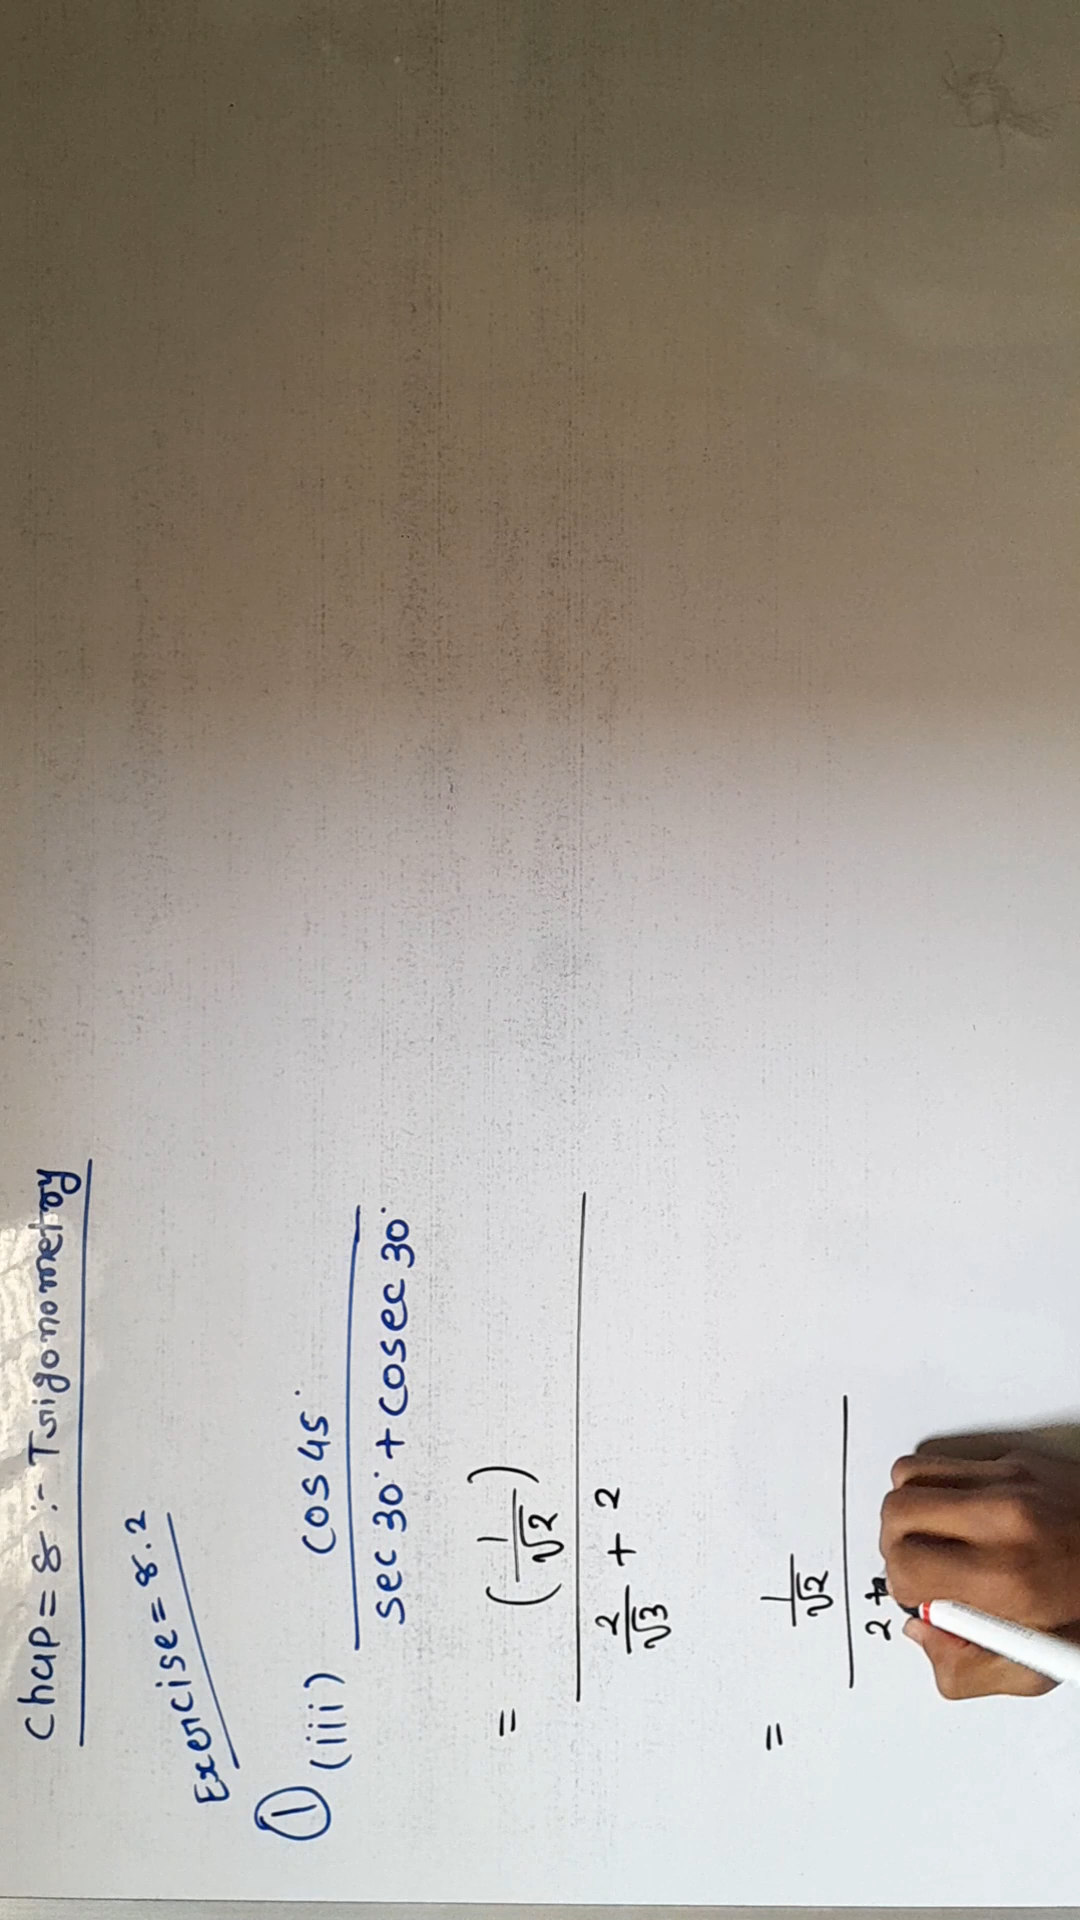 Chap = 8 :- Trigonometry
Exercise = 8.2
① (iii) cos 45°
sec 30° + cosec 30°
= (1/√2)
2/√3 + 2
= 1/√2
2 +